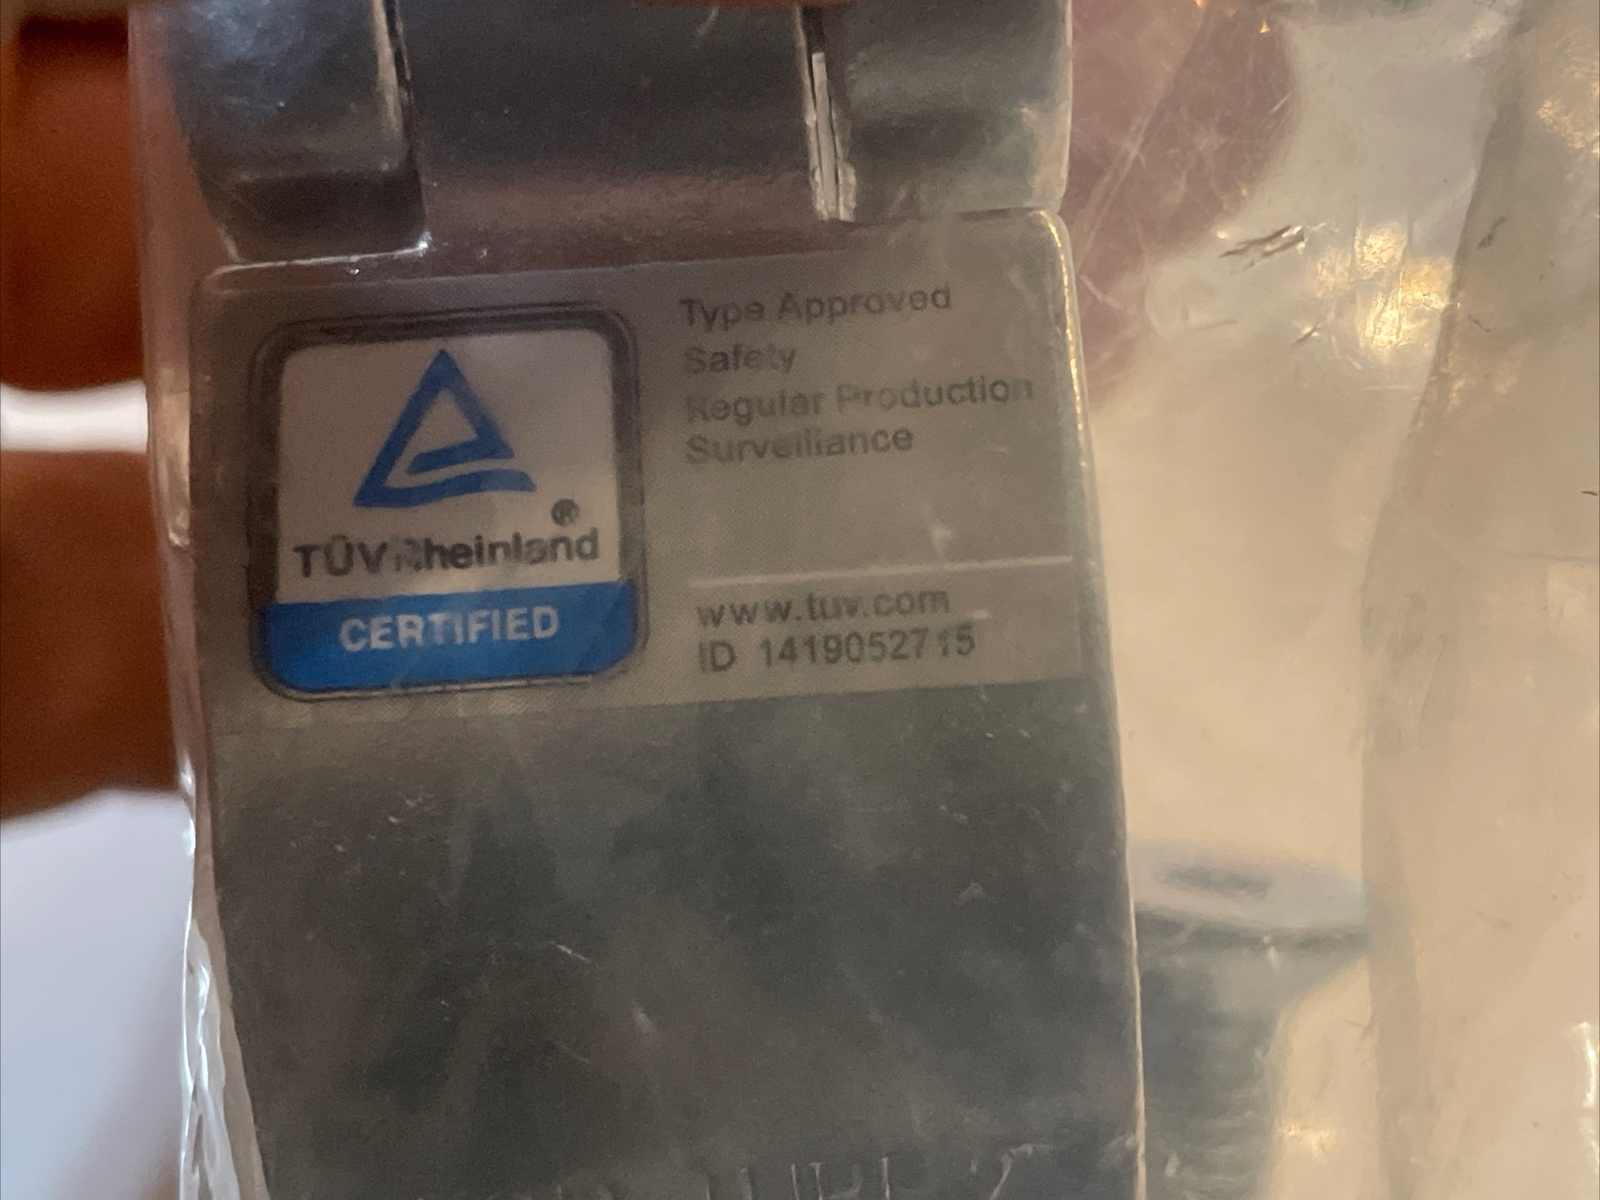 Type Approved
Safety
Regular Production
Surveillance
®
TÜVRheinland
CERTIFIED
www.tuv.com
ID 1419052715